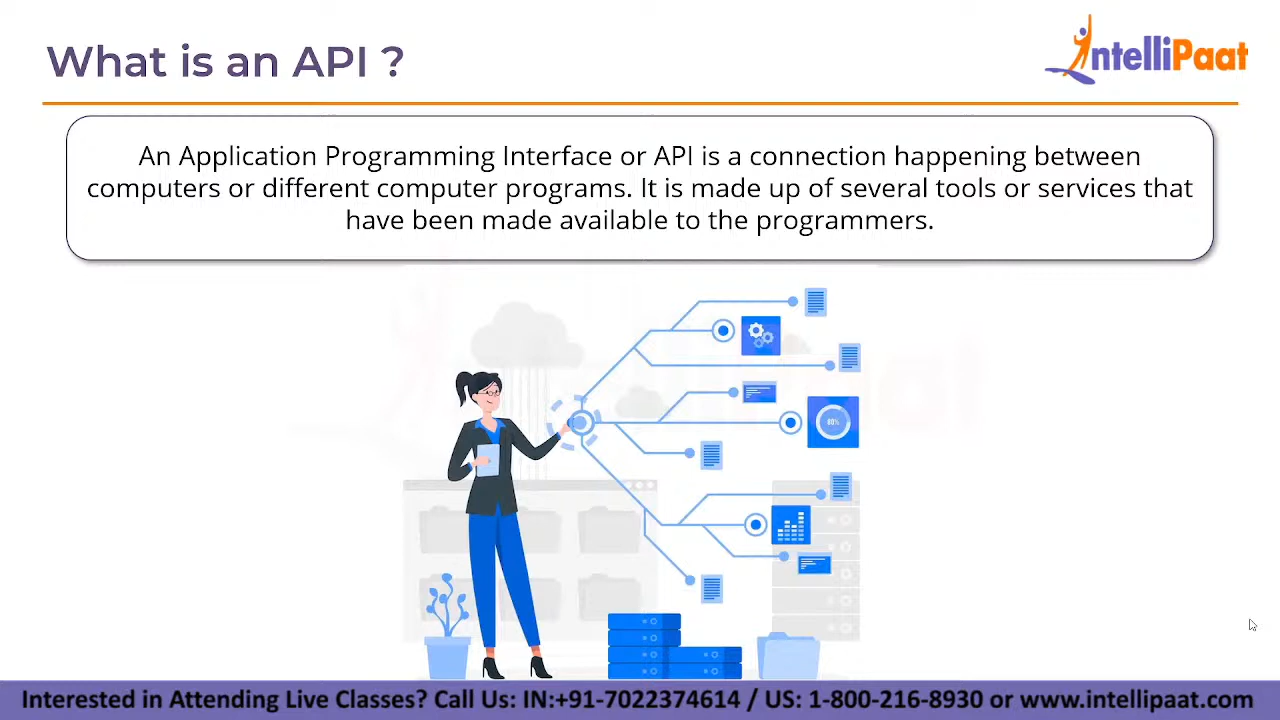 What is an API ?
IntelliPaat
An Application Programming Interface or API is a connection happening between
computers or different computer programs. It is made up of several tools or services that
have been made available to the programmers.
80%
Interested in Attending Live Classes? Call Us: IN:+91-7022374614 / US: 1-800-216-8930 or www.intellipaat.com